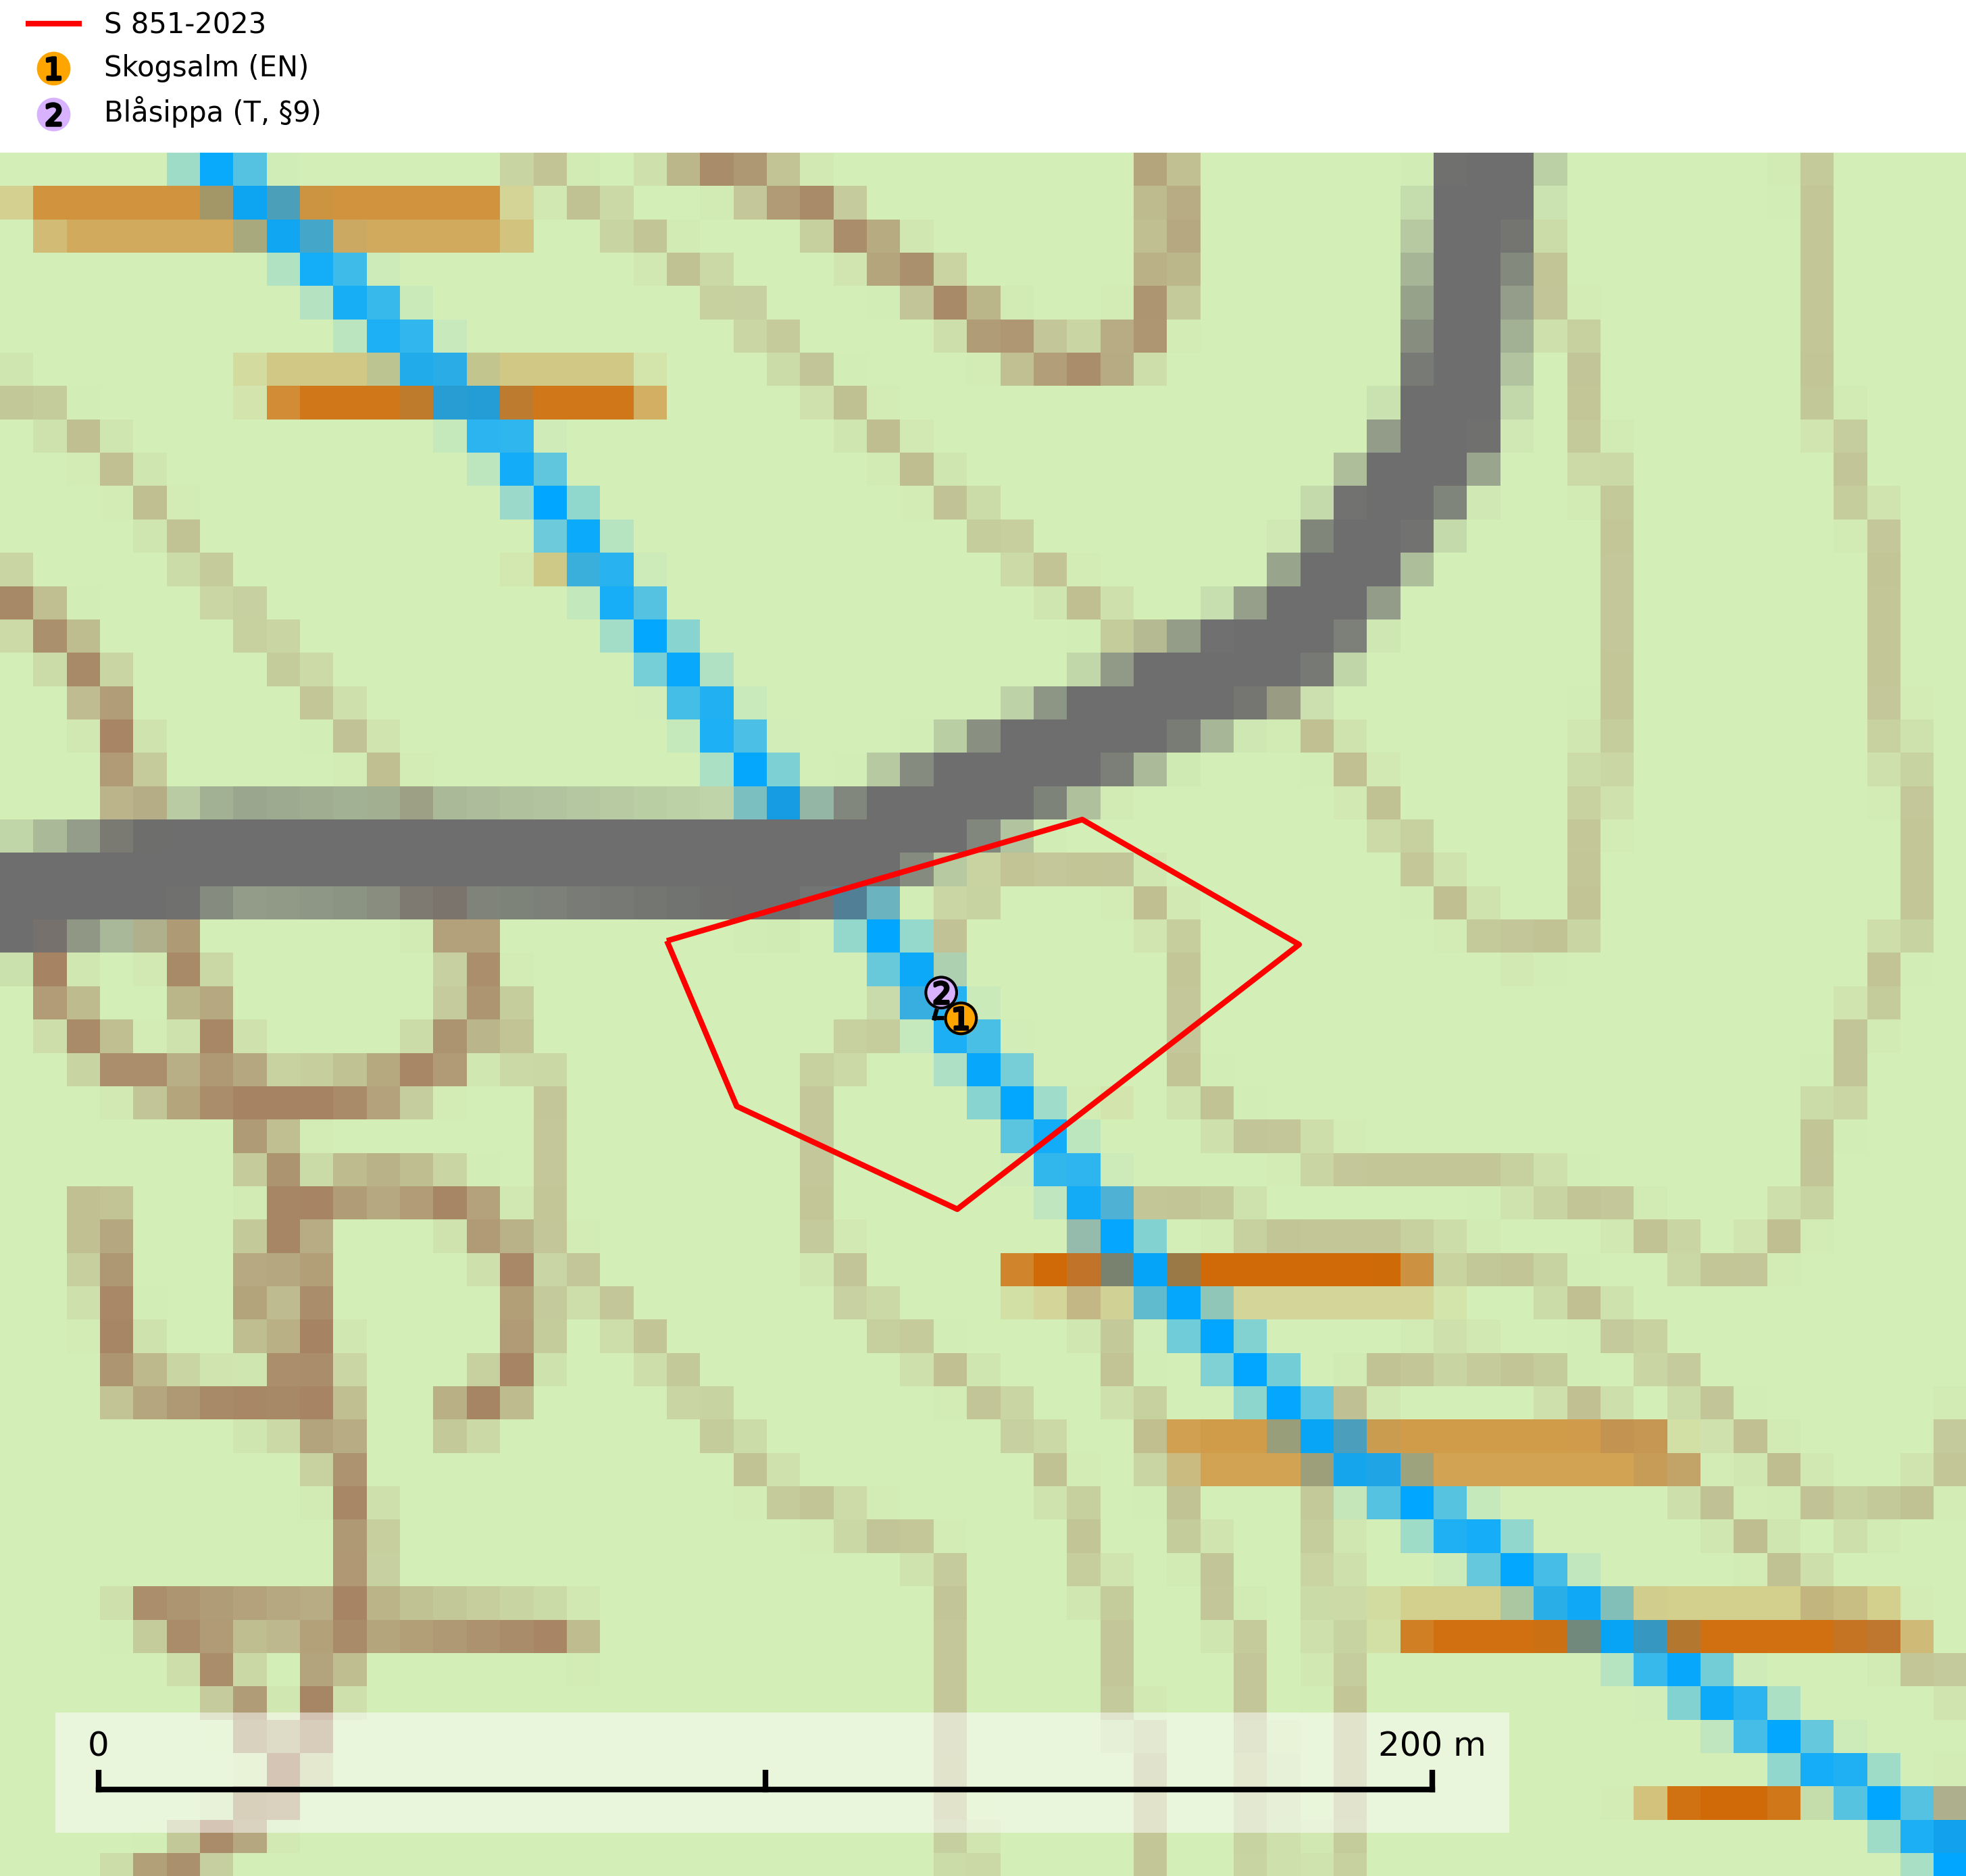 S 851-2023
1 Skogsalm (EN)
2 Blåsippa (T, §9)
2
1
0 200 m